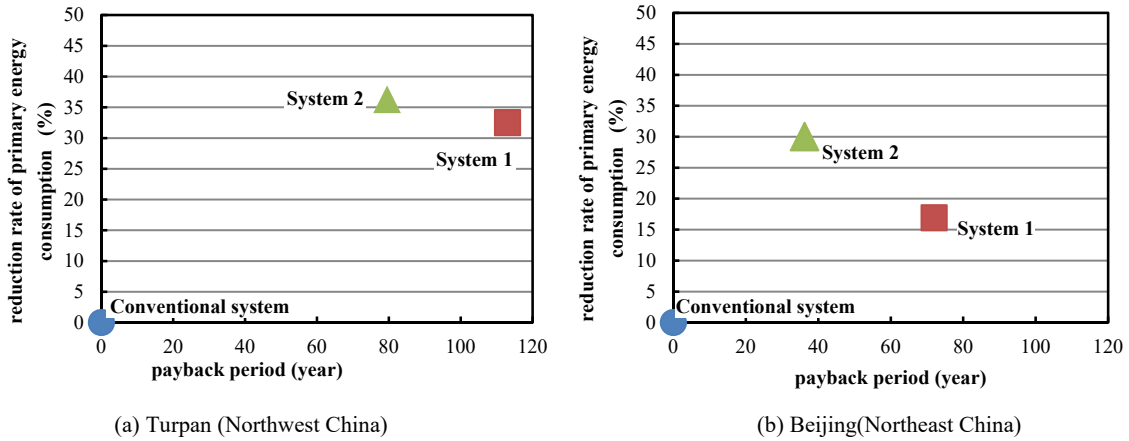 reduction rate of primary energy
consumption (%)
50
45
40
35
30
25
20
15
10
5
0
System 2
System 1
Conventional system
0 20 40 60 80 100 120
payback period (year)
(a) Turpan (Northwest China)
reduction rate of primary energy
consumption (%)
50
45
40
35
30
25
20
15
10
5
0
System 2
System 1
Conventional system
0 20 40 60 80 100 120
payback period (year)
(b) Beijing(Northeast China)